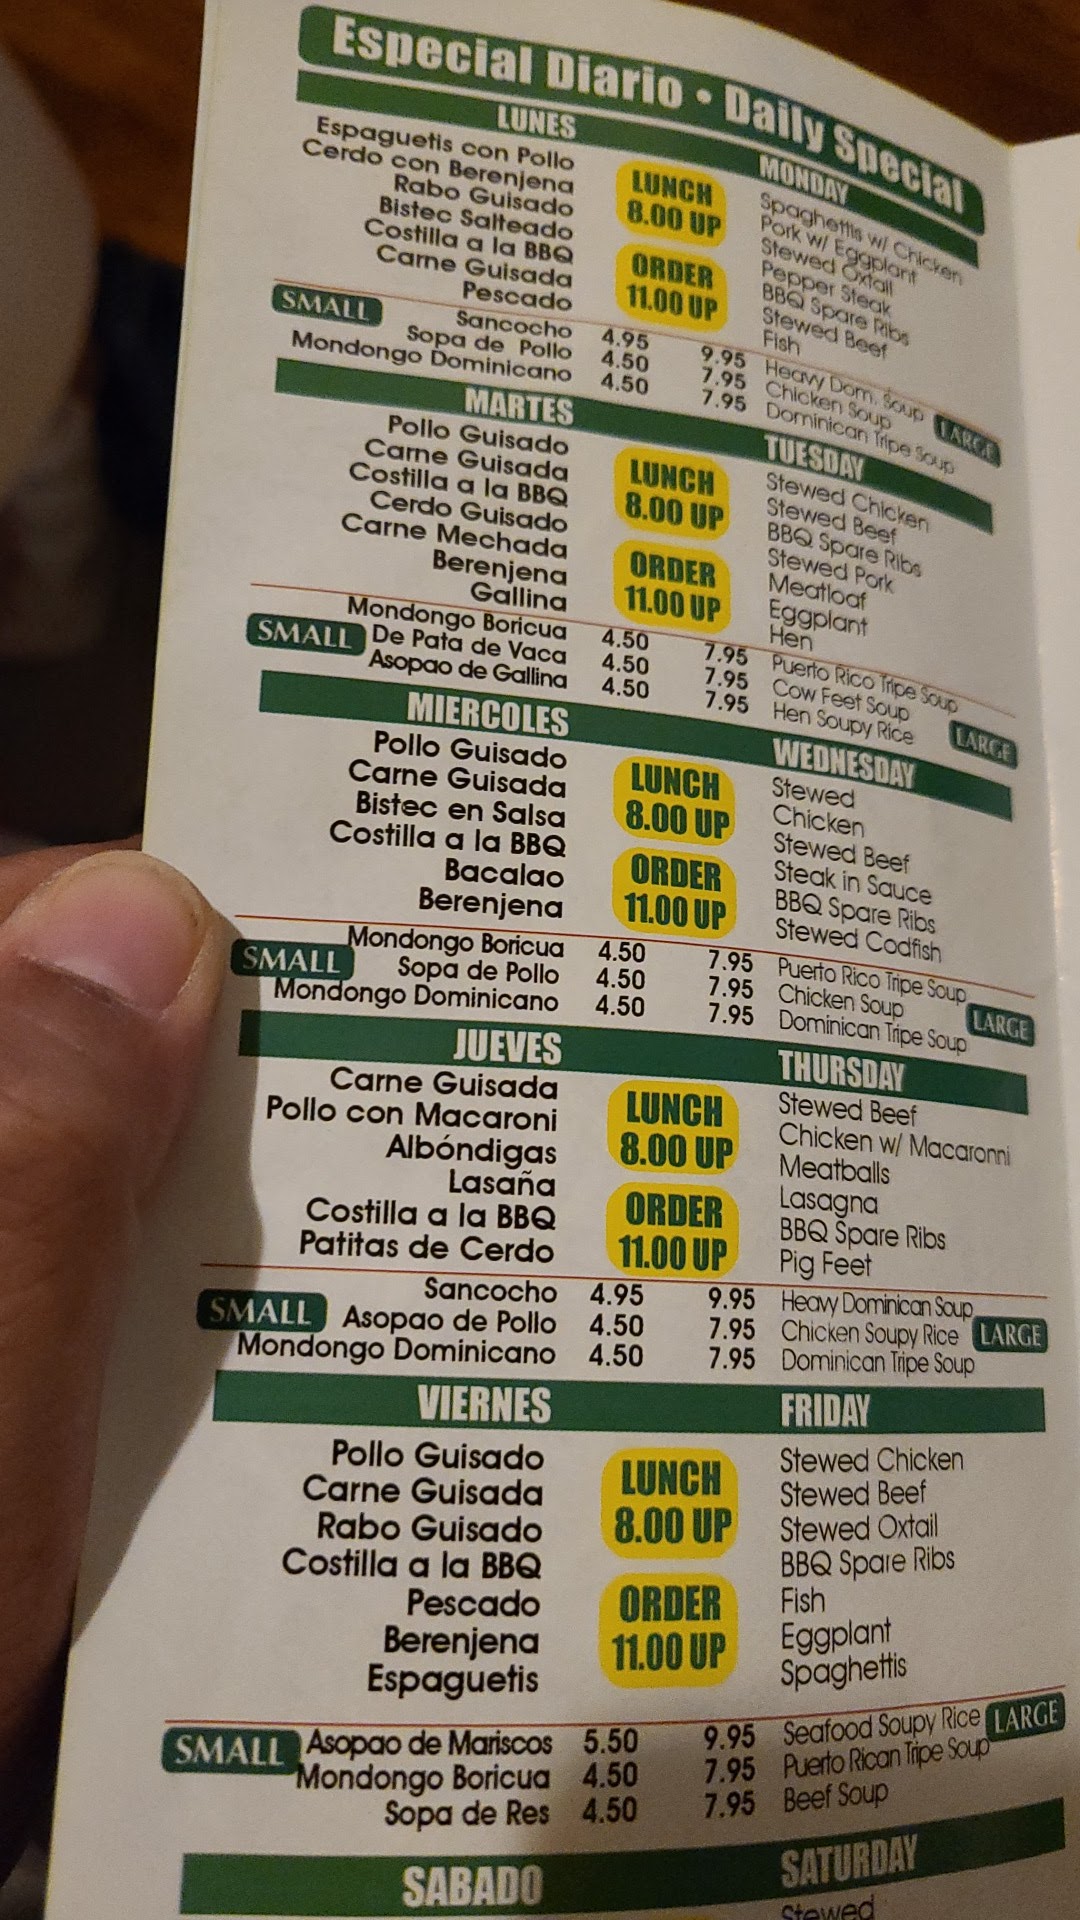 Especial Diario • Daily Special
LUNES MONDAY
Espaguetis con Pollo
Cerdo con Berenjena
Rabo Guisado
Bistec Salteado
Costilla a la BBQ
Carne Guisada
Pescado
LUNCH
8.00 UP
ORDER
11.00 UP
Spaghettis w/ Chicken
Pork w/ Eggplant
Stewed Oxtail
Pepper Steak
BBQ Spare Ribs
Stewed Beef
Fish
SMALL
Sancocho 4.95 9.95 Heavy Dom. Soup
Sopa de Pollo 4.50 7.95 Chicken Soup
Mondongo Dominicano 4.50 7.95 Dominican Tripe Soup
LARGE
MARTES TUESDAY
Pollo Guisado
Carne Guisada
Costilla a la BBQ
Cerdo Guisado
Carne Mechada
Berenjena
Gallina
LUNCH
8.00 UP
ORDER
11.00 UP
Stewed Chicken
Stewed Beef
BBQ Spare Ribs
Stewed Pork
Meatloaf
Eggplant
Hen
SMALL
Mondongo Boricua 4.50 7.95 Puerto Rico Tripe Soup
De Pata de Vaca 4.50 7.95 Cow Feet Soup
Asopao de Gallina 4.50 7.95 Hen Soupy Rice
LARGE
MIERCOLES WEDNESDAY
Pollo Guisado
Carne Guisada
Bistec en Salsa
Costilla a la BBQ
Bacalao
Berenjena
LUNCH
8.00 UP
ORDER
11.00 UP
Stewed
Chicken
Stewed Beef
Steak in Sauce
BBQ Spare Ribs
Stewed Codfish
SMALL
Mondongo Boricua 4.50 7.95 Puerto Rico Tripe Soup
Sopa de Pollo 4.50 7.95 Chicken Soup
Mondongo Dominicano 4.50 7.95 Dominican Tripe Soup
LARGE
JUEVES THURSDAY
Carne Guisada
Pollo con Macaroni
Albóndigas
Lasaña
Costilla a la BBQ
Patitas de Cerdo
LUNCH
8.00 UP
ORDER
11.00 UP
Stewed Beef
Chicken w/ Macaronni
Meatballs
Lasagna
BBQ Spare Ribs
Pig Feet
SMALL
Sancocho 4.95 9.95 Heavy Dominican Soup
Asopao de Pollo 4.50 7.95 Chicken Soupy Rice
Mondongo Dominicano 4.50 7.95 Dominican Tripe Soup
LARGE
VIERNES FRIDAY
Pollo Guisado
Carne Guisada
Rabo Guisado
Costilla a la BBQ
Pescado
Berenjena
Espaguetis
LUNCH
8.00 UP
ORDER
11.00 UP
Stewed Chicken
Stewed Beef
Stewed Oxtail
BBQ Spare Ribs
Fish
Eggplant
Spaghettis
SMALL
Asopao de Mariscos 5.50 9.95 Seafood Soupy Rice
Mondongo Boricua 4.50 7.95 Puerto Rican Tripe Soup
Sopa de Res 4.50 7.95 Beef Soup
LARGE
SABADO SATURDAY
Stewed